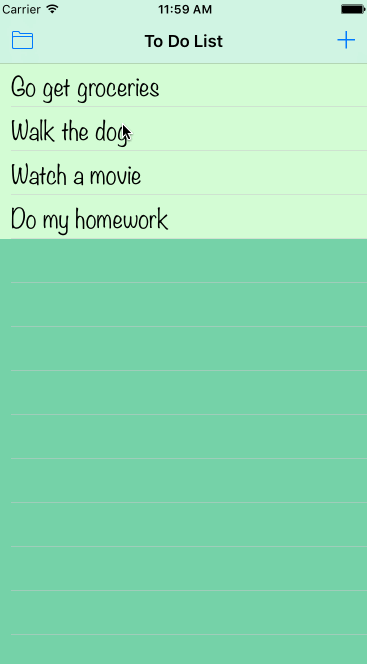 Carrier 11:59 AM
To Do List
Go get groceries
Walk the dog
Watch a movie
Do my homework